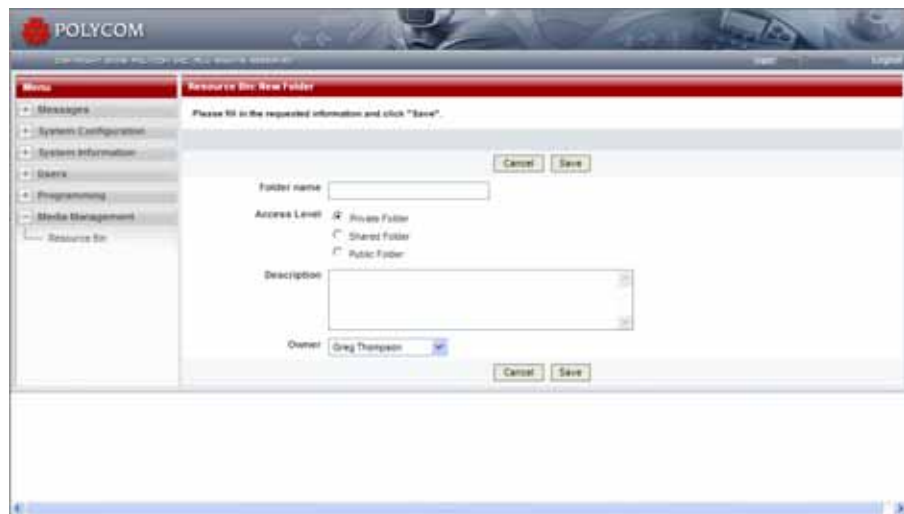 POLYCOM
Logout
Menu
Resource Bin: New Folder
Messages
Please fill in the requested information and click "Save".
System Configuration
System Information
Users
Programming
Media Management
Resource Bin
Cancel Save
Folder name
Access Level Private Folder
Shared Folder
Public Folder
Description
Owner Greg Thompson
Cancel Save